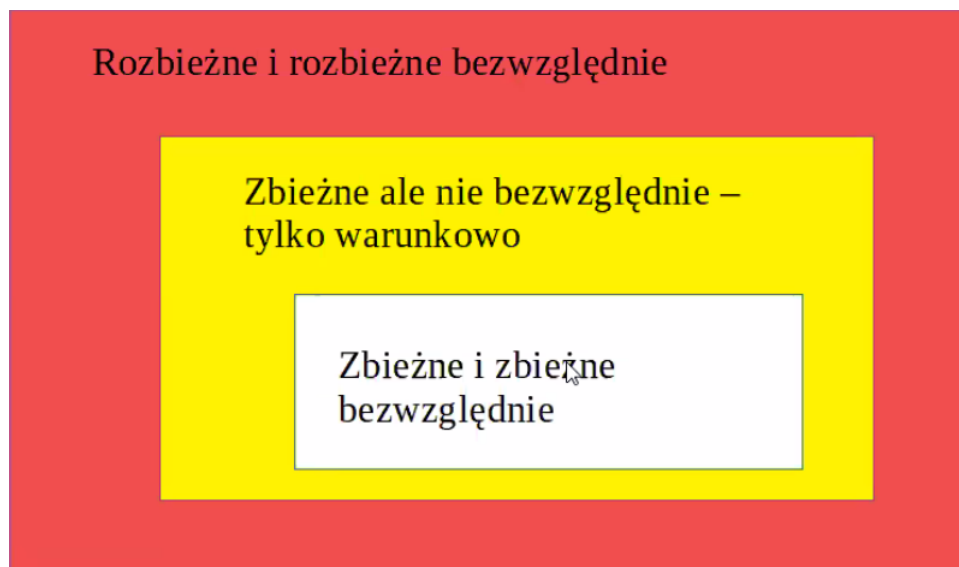 Rozbieżne i rozbieżne bezwzględnie
Zbieżne ale nie bezwzględnie –
tylko warunkowo
Zbieżne i zbieżne
bezwzględnie